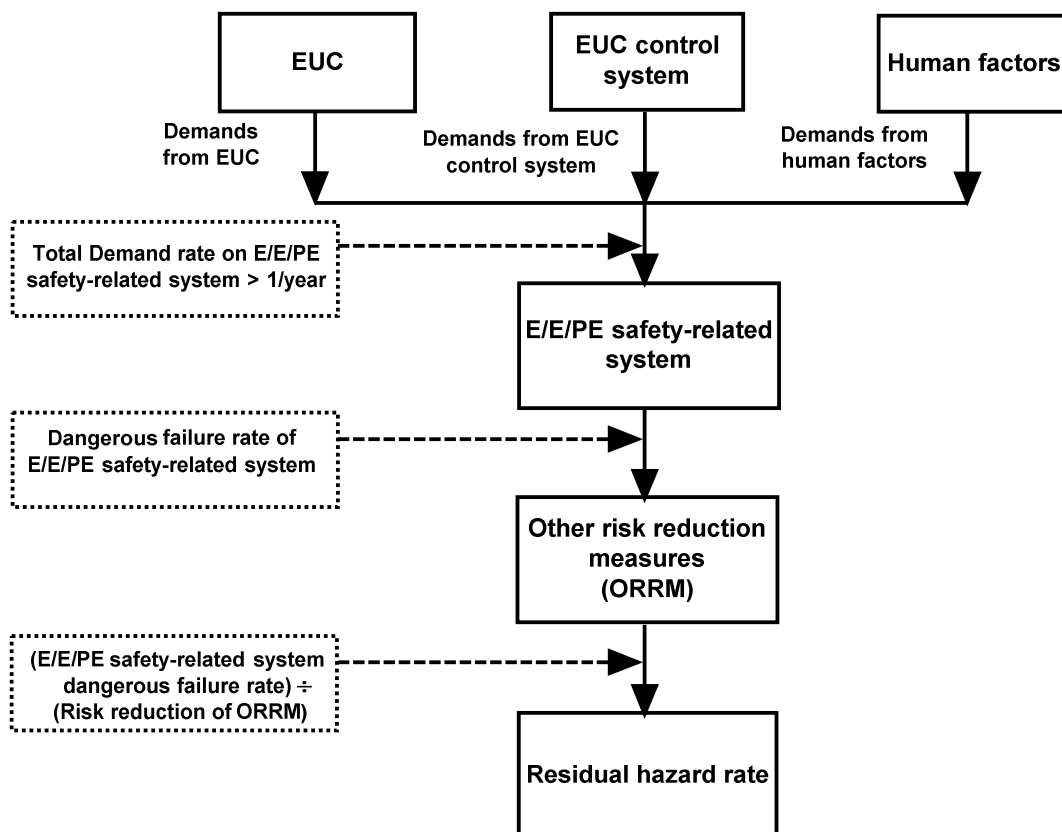 EUC
EUC control
system
Human factors
Demands
from EUC
Demands from EUC
control system
Demands from
human factors
Total Demand rate on E/E/PE
safety-related system > 1/year
E/E/PE safety-related
system
Dangerous failure rate of
E/E/PE safety-related system
Other risk reduction
measures
(ORRM)
(E/E/PE safety-related system
dangerous failure rate) ÷
(Risk reduction of ORRM)
Residual hazard rate